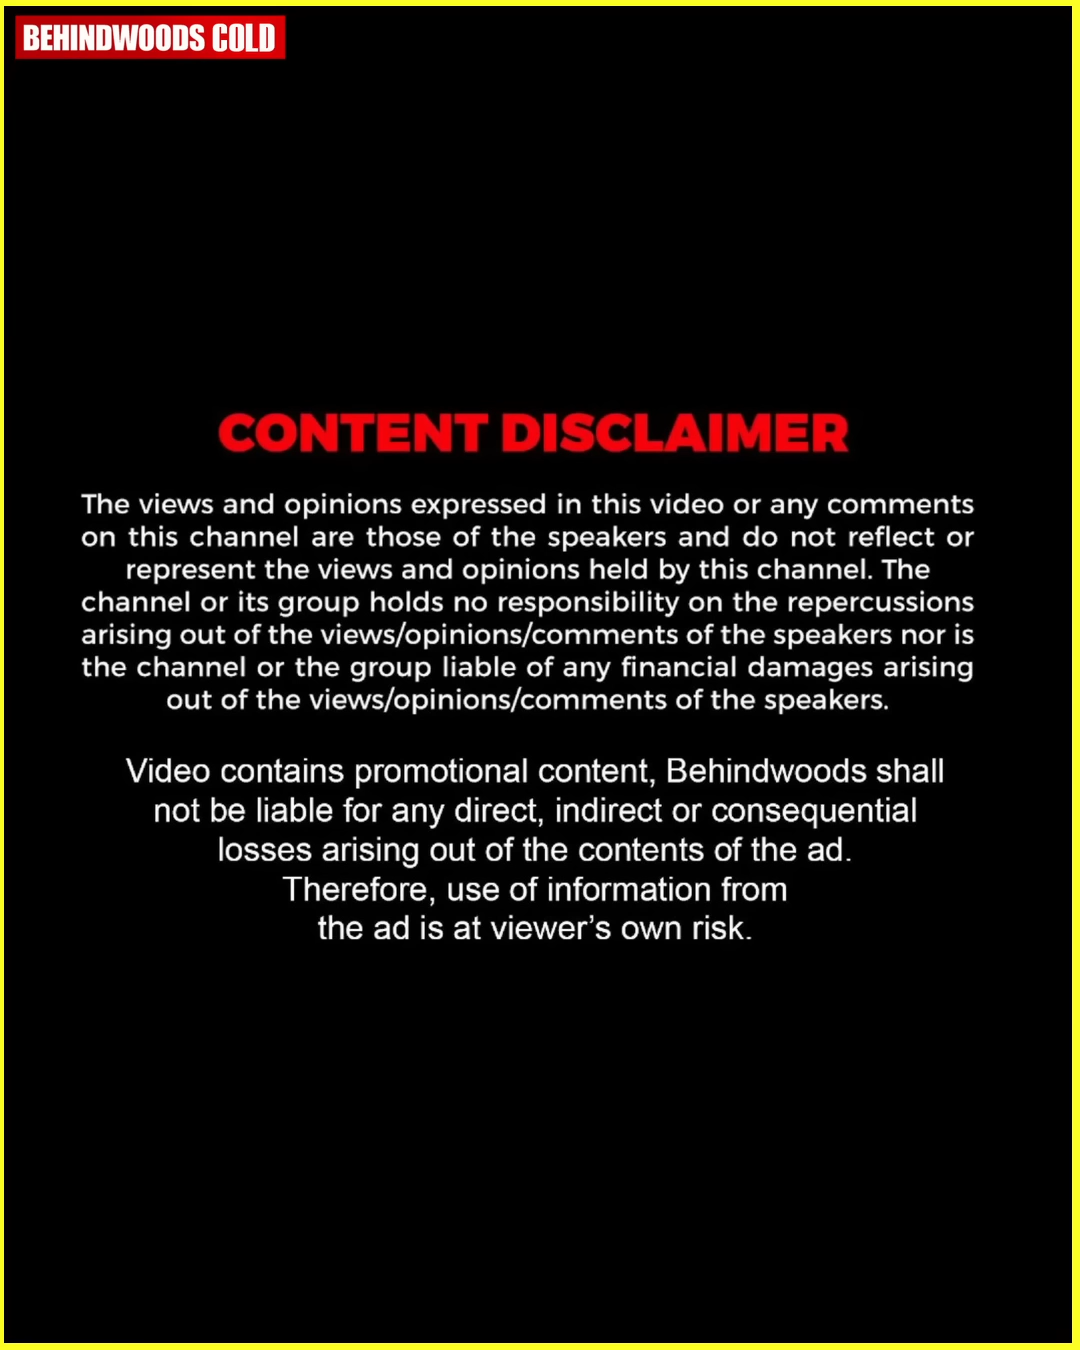 BEHINDWOODS COLD
CONTENT DISCLAIMER
The views and opinions expressed in this video or any comments
on this channel are those of the speakers and do not reflect or
represent the views and opinions held by this channel. The
channel or its group holds no responsibility on the repercussions
arising out of the views/opinions/comments of the speakers nor is
the channel or the group liable of any financial damages arising
out of the views/opinions/comments of the speakers.
Video contains promotional content, Behindwoods shall
not be liable for any direct, indirect or consequential
losses arising out of the contents of the ad.
Therefore, use of information from
the ad is at viewer’s own risk.